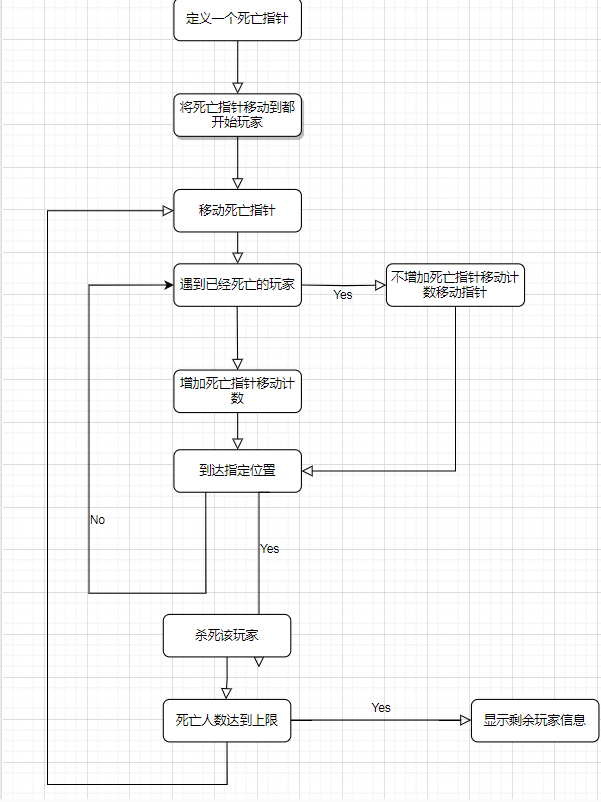 定义一个死亡指针
将死亡指针移动到都
开始玩家
移动死亡指针
遇到已经死亡的玩家
Yes
不增加死亡指针移动计
数移动指针
增加死亡指针移动计
数
到达指定位置
No
Yes
杀死该玩家
死亡人数达到上限
Yes
显示剩余玩家信息